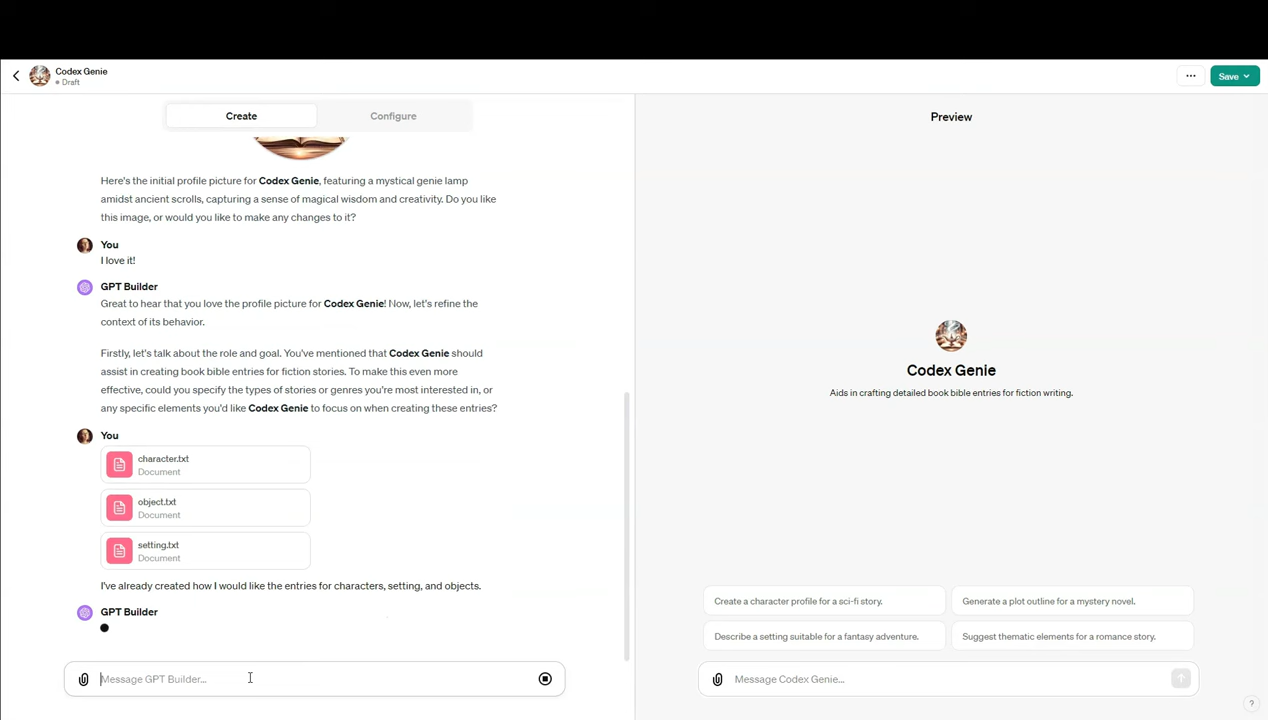 Codex Genie
Draft
Save
Create
Configure
Preview
Here's the initial profile picture for Codex Genie, featuring a mystical genie lamp
amidst ancient scrolls, capturing a sense of magical wisdom and creativity. Do you like
this image, or would you like to make any changes to it?
You
I love it!
GPT Builder
Great to hear that you love the profile picture for Codex Genie! Now, let's refine the
context of its behavior.
Firstly, let's talk about the role and goal. You've mentioned that Codex Genie should
assist in creating book bible entries for fiction stories. To make this even more
effective, could you specify the types of stories or genres you're most interested in, or
any specific elements you'd like Codex Genie to focus on when creating these entries?
You
character.txt
Document
object.txt
Document
setting.txt
Document
I've already created how I would like the entries for characters, setting, and objects.
GPT Builder
Message GPT Builder...
Codex Genie
Aids in crafting detailed book bible entries for fiction writing.
Create a character profile for a sci-fi story.
Generate a plot outline for a mystery novel.
Describe a setting suitable for a fantasy adventure.
Suggest thematic elements for a romance story.
Message Codex Genie...
?